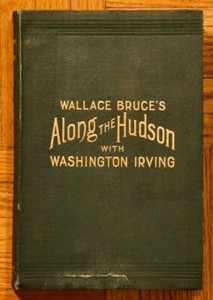 WALLACE BRUCE'S
Along THE Hudson
WITH
WASHINGTON IRVING